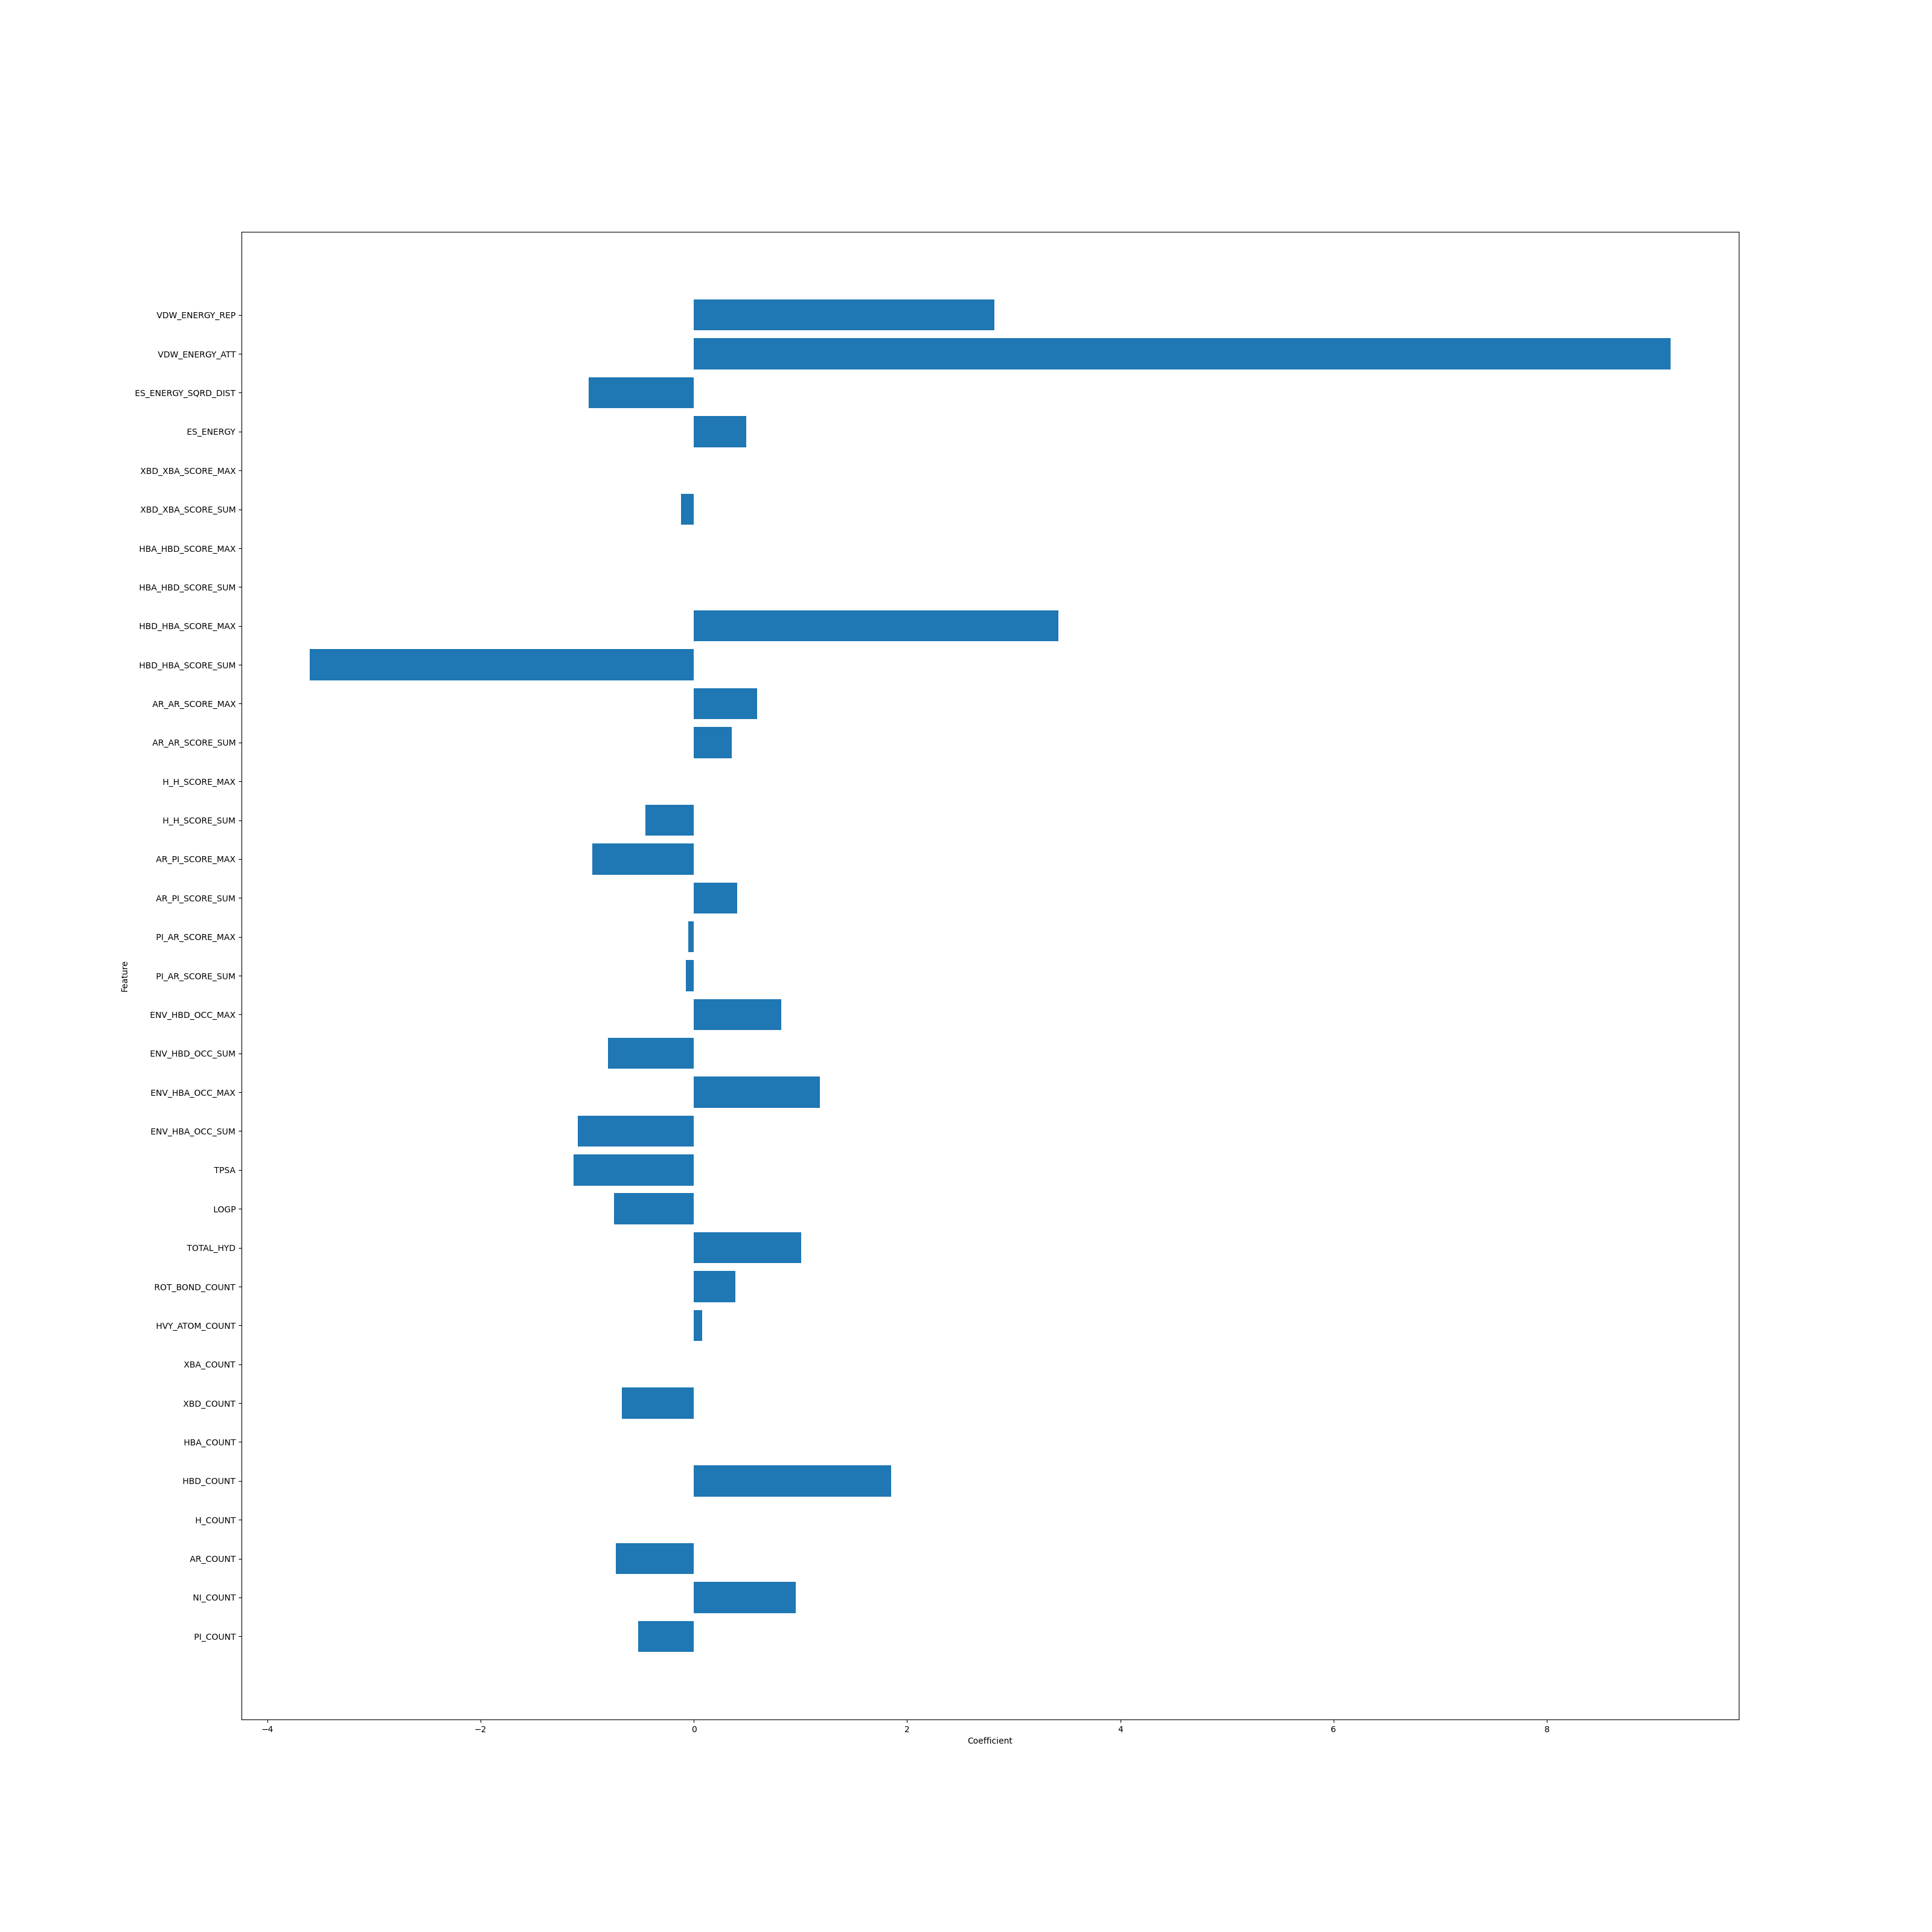 VDW_ENERGY_REP
VDW_ENERGY_ATT
ES_ENERGY_SQRD_DIST
ES_ENERGY
XBD_XBA_SCORE_MAX
XBD_XBA_SCORE_SUM
HBA_HBD_SCORE_MAX
HBA_HBD_SCORE_SUM
HBD_HBA_SCORE_MAX
HBD_HBA_SCORE_SUM
AR_AR_SCORE_MAX
AR_AR_SCORE_SUM
H_H_SCORE_MAX
H_H_SCORE_SUM
AR_PI_SCORE_MAX
AR_PI_SCORE_SUM
PI_AR_SCORE_MAX
PI_AR_SCORE_SUM
ENV_HBD_OCC_MAX
ENV_HBD_OCC_SUM
ENV_HBA_OCC_MAX
ENV_HBA_OCC_SUM
TPSA
LOGP
TOTAL_HYD
ROT_BOND_COUNT
HVY_ATOM_COUNT
XBA_COUNT
XBD_COUNT
HBA_COUNT
HBD_COUNT
H_COUNT
AR_COUNT
NI_COUNT
PI_COUNT
Feature
−4 −2 0 2 4 6 8
Coefficient